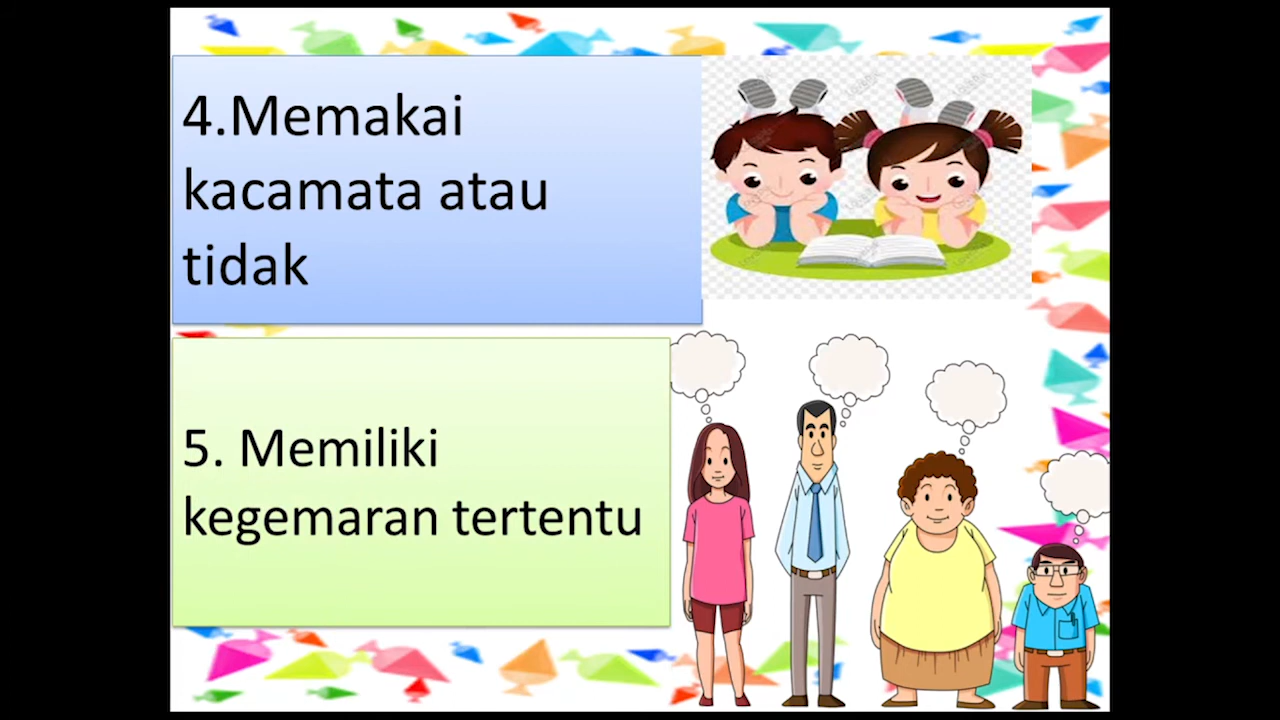 4.Memakai
kacamata atau
tidak
5. Memiliki
kegemaran tertentu